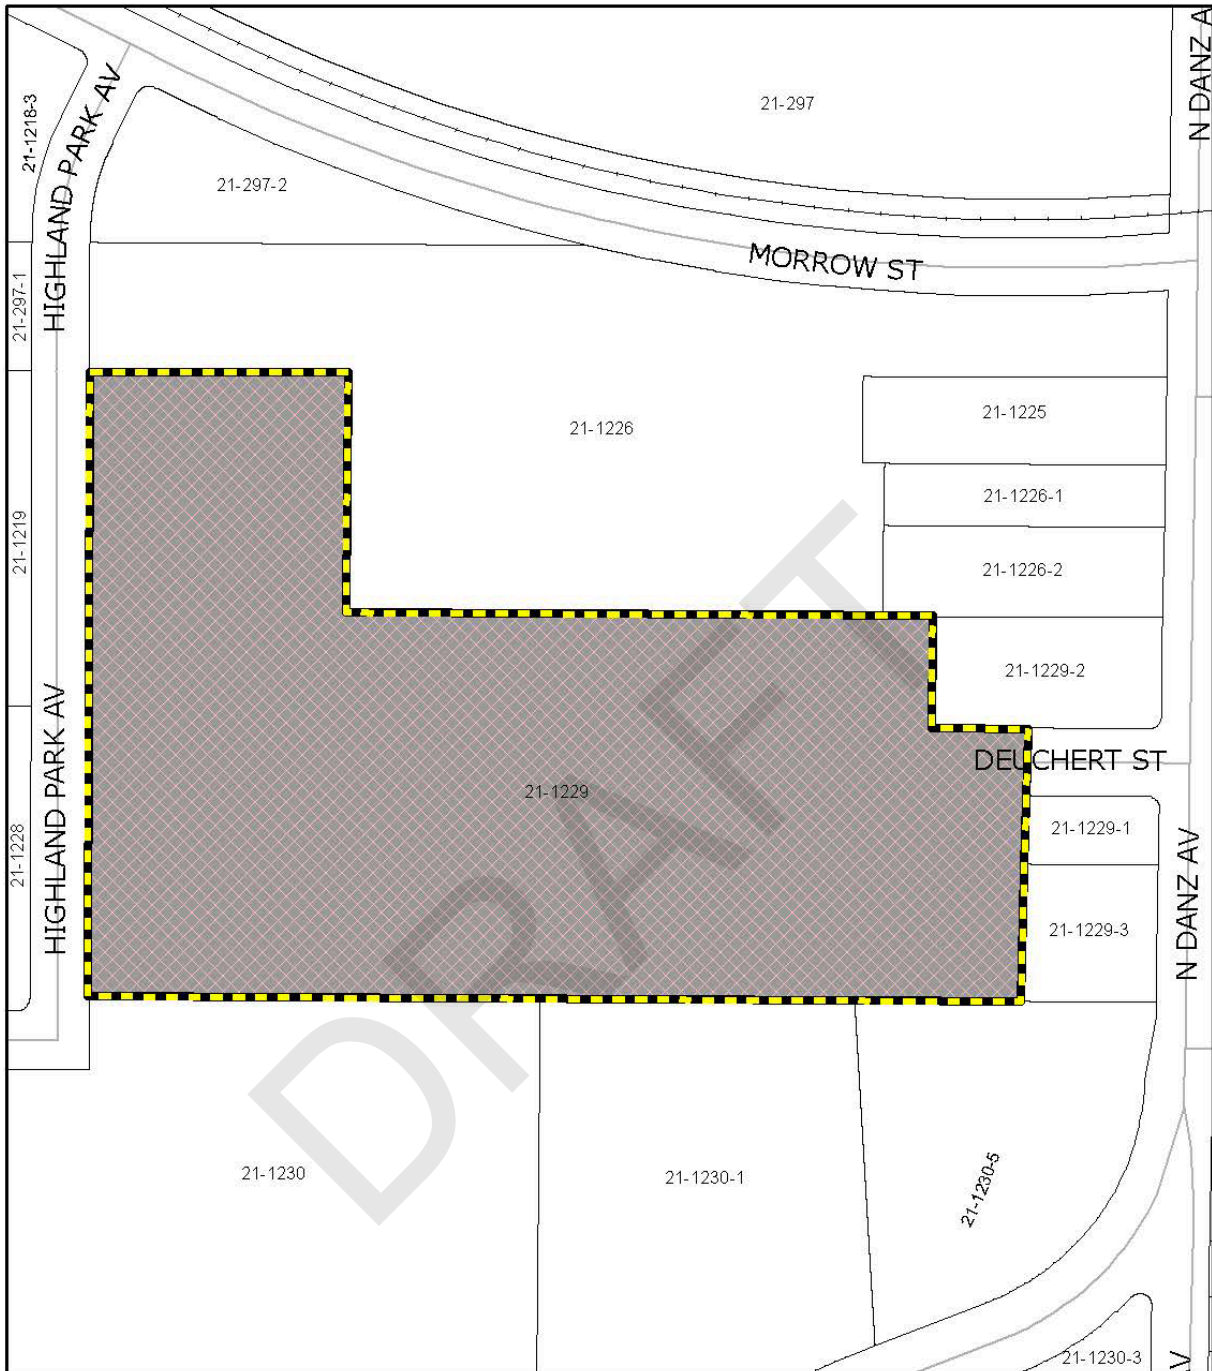 N DANZ A
21-297
21-1218-3
HIGHLAND PARK AV
21-297-2
MORROW ST
21-297-1
21-1225
21-1226
21-1226-1
21-1219
21-1226-2
21-1229-2
DEUCHERT ST
HIGHLAND PARK AV
21-1229
21-1229-1
21-1228
N DANZ AV
21-1229-3
DRAFT
21-1230
21-1230-1
21-1230-5
21-1230-3
V